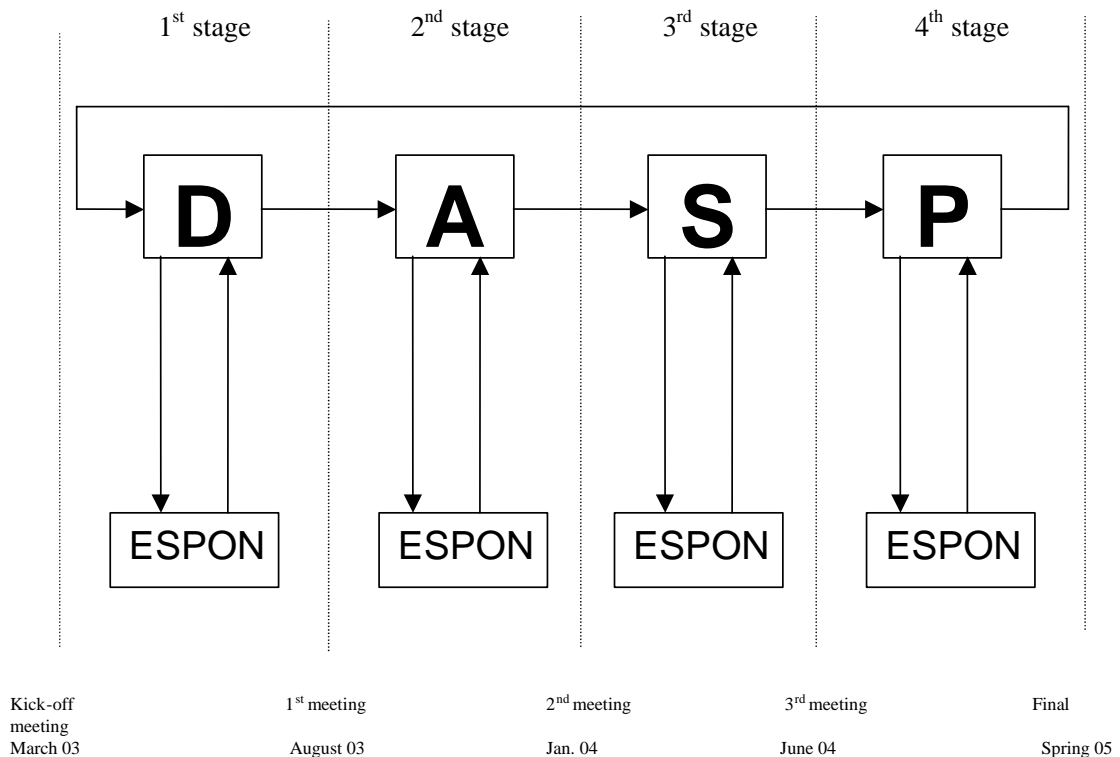 1st stage 2nd stage 3rd stage 4th stage
D A S P
ESPON ESPON ESPON ESPON
Kick-off 1st meeting 2nd meeting 3rd meeting Final
meeting
March 03 August 03 Jan. 04 June 04 Spring 05